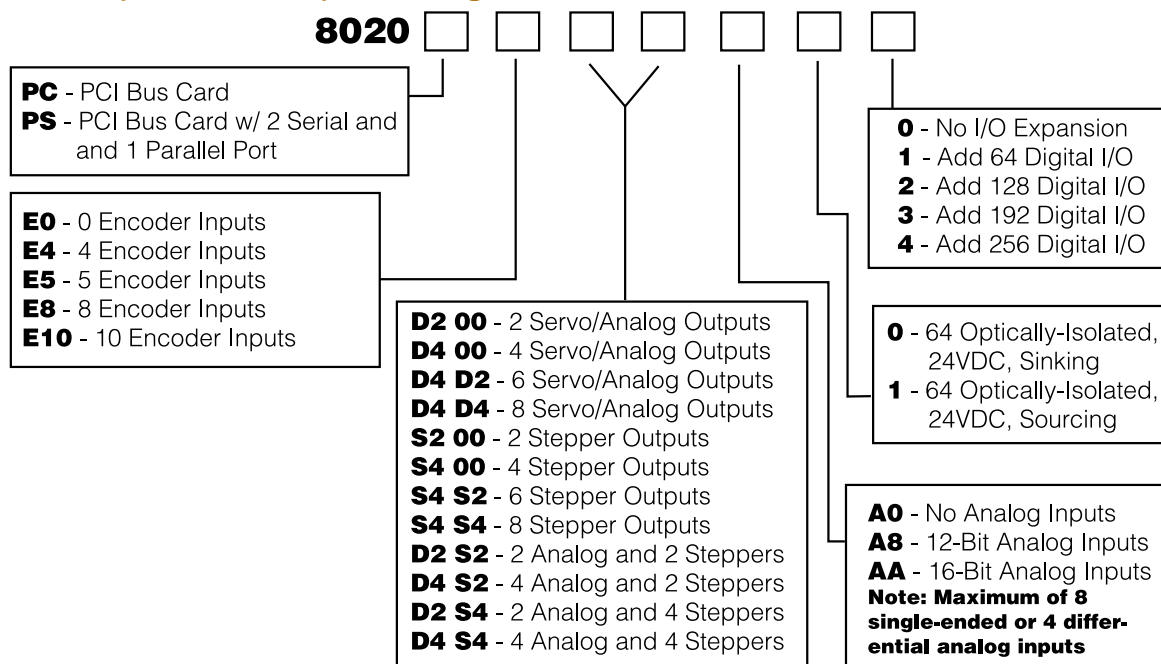 8020
PC - PCI Bus Card
PS - PCI Bus Card w/ 2 Serial and
and 1 Parallel Port
E0 - 0 Encoder Inputs
E4 - 4 Encoder Inputs
E5 - 5 Encoder Inputs
E8 - 8 Encoder Inputs
E10 - 10 Encoder Inputs
D2 00 - 2 Servo/Analog Outputs
D4 00 - 4 Servo/Analog Outputs
D4 D2 - 6 Servo/Analog Outputs
D4 D4 - 8 Servo/Analog Outputs
S2 00 - 2 Stepper Outputs
S4 00 - 4 Stepper Outputs
S4 S2 - 6 Stepper Outputs
S4 S4 - 8 Stepper Outputs
D2 S2 - 2 Analog and 2 Steppers
D4 S2 - 4 Analog and 2 Steppers
D2 S4 - 2 Analog and 4 Steppers
D4 S4 - 4 Analog and 4 Steppers
0 - No I/O Expansion
1 - Add 64 Digital I/O
2 - Add 128 Digital I/O
3 - Add 192 Digital I/O
4 - Add 256 Digital I/O
0 - 64 Optically-Isolated,
24VDC, Sinking
1 - 64 Optically-Isolated,
24VDC, Sourcing
A0 - No Analog Inputs
A8 - 12-Bit Analog Inputs
AA - 16-Bit Analog Inputs
Note: Maximum of 8
single-ended or 4 differ-
ential analog inputs